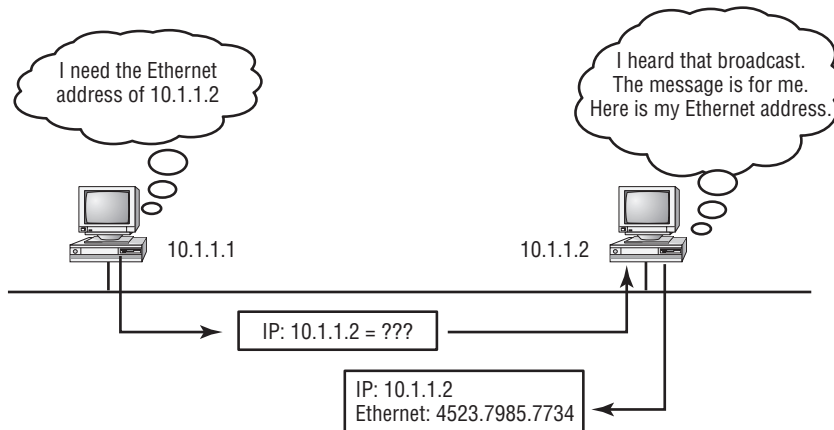 I need the Ethernet
address of 10.1.1.2
I heard that broadcast.
The message is for me.
Here is my Ethernet address.
10.1.1.1
10.1.1.2
IP: 10.1.1.2 = ???
IP: 10.1.1.2
Ethernet: 4523.7985.7734